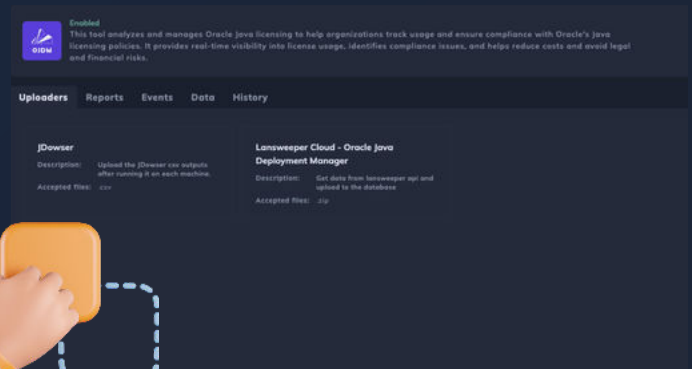 Enabled
This tool analyzes and manages Oracle Java licensing to help organizations track usage and ensure compliance with Oracle's Java
licensing policies. It provides real-time visibility into license usage, identifies compliance issues, and helps reduce costs and avoid legal
and financial risks.
OJDM
Uploaders Reports Events Data History
JDowser
Description: Upload the JDowser csv outputs
after running it on each machine.
Accepted files: .csv
Lansweeper Cloud - Oracle Java
Deployment Manager
Description: Get data from lansweeper api and
upload to the database
Accepted files: .zip